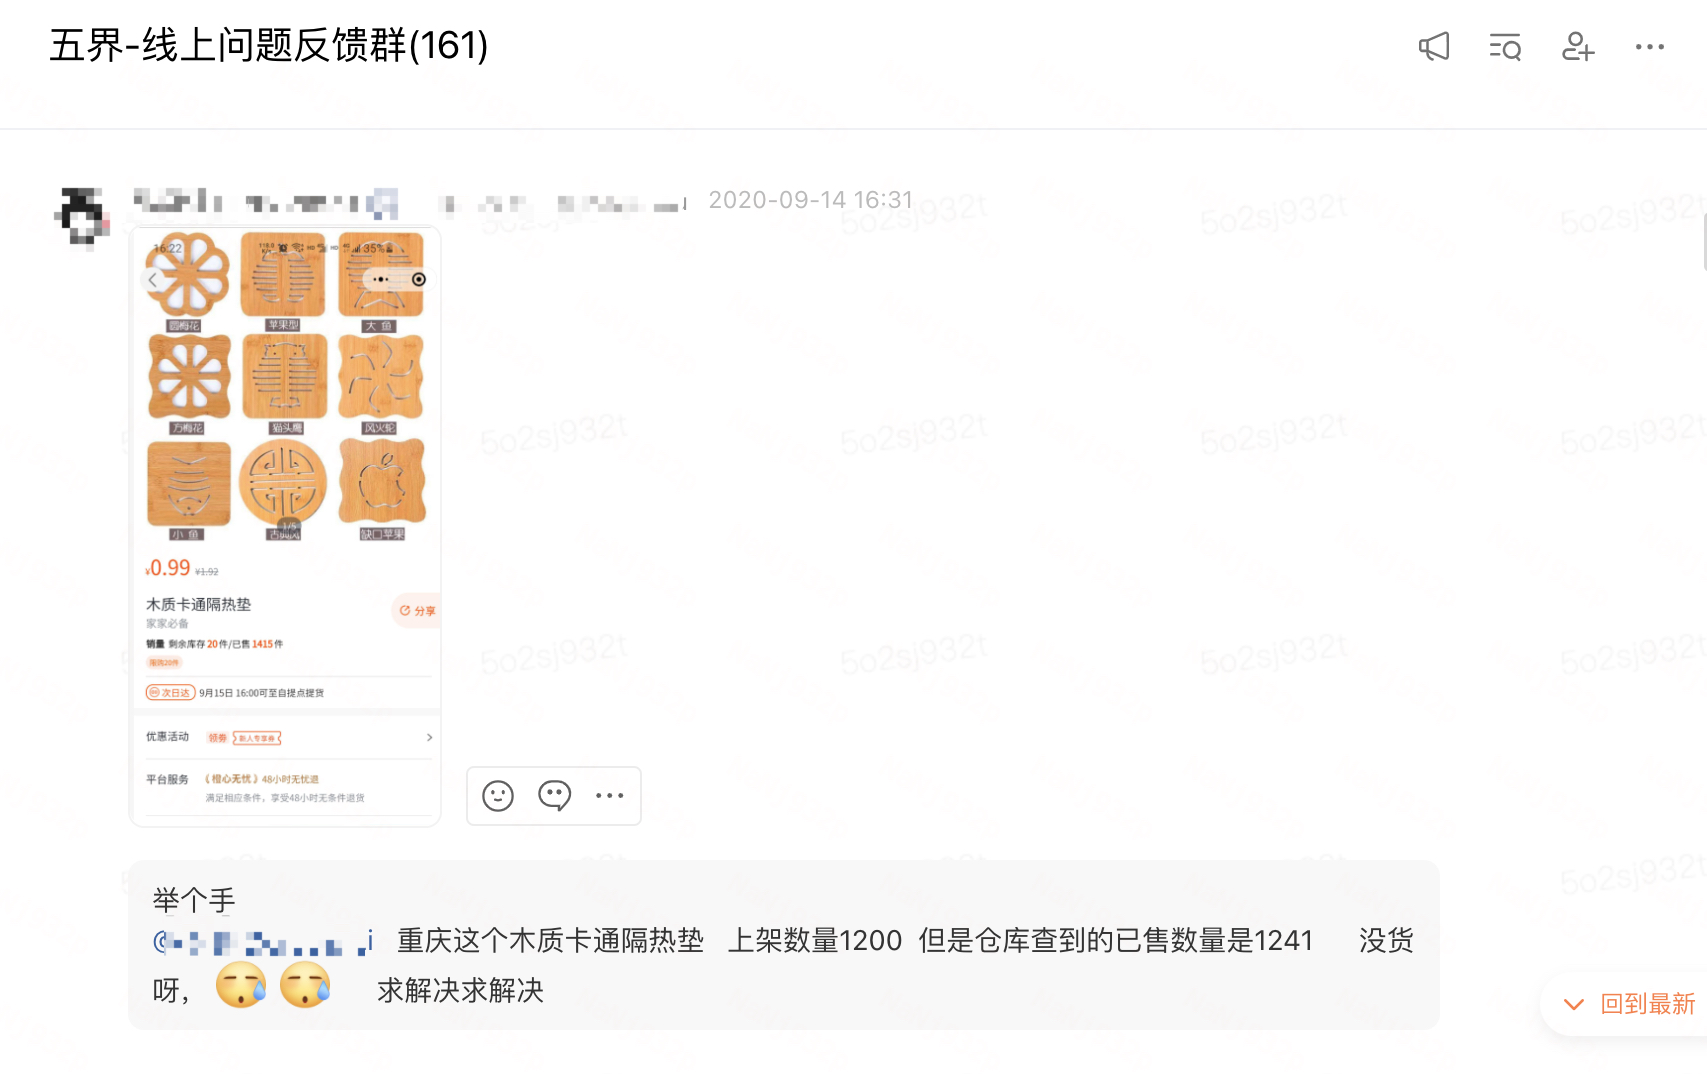 五界-线上问题反馈群(161)
2020-09-14 16:31
16:22
35%
圆梅花
苹果型
大 鱼
方梅花
猫头鹰
风火轮
小 鱼
1/5
古典风
缺口苹果
¥0.99 ¥1.92
木质卡通隔热垫
分享
家家必备
销量 剩余库存 20 件/已售 1415 件
限购20件
次日达 9月15日 16:00可至自提点提货
优惠活动 领券 新人专享券
平台服务 《橙心无忧》48小时无忧退
满足相应条件，享受48小时无条件退货
举个手
重庆这个木质卡通隔热垫 上架数量1200 但是仓库查到的已售数量是1241 没货
呀， 求解决求解决
回到最新
5o2sj932t